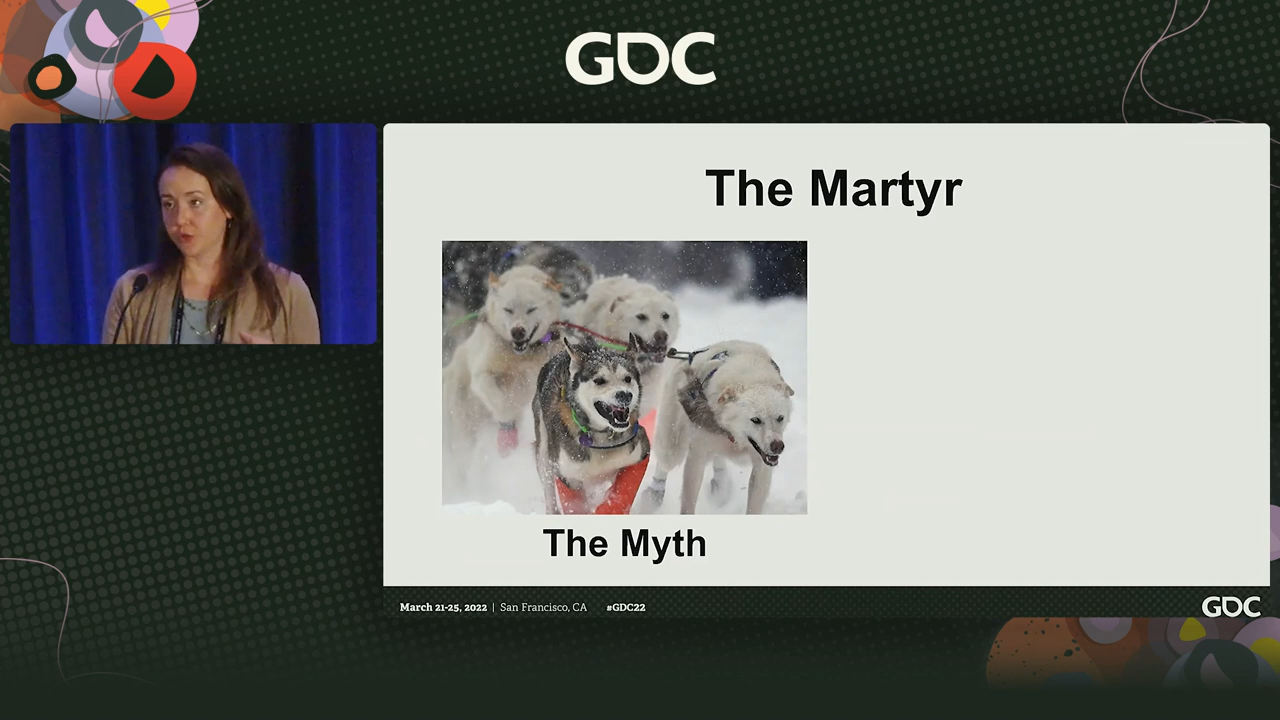 GDC
The Martyr
The Myth
March 21-25, 2022 | San Francisco, CA #GDC22
GDC